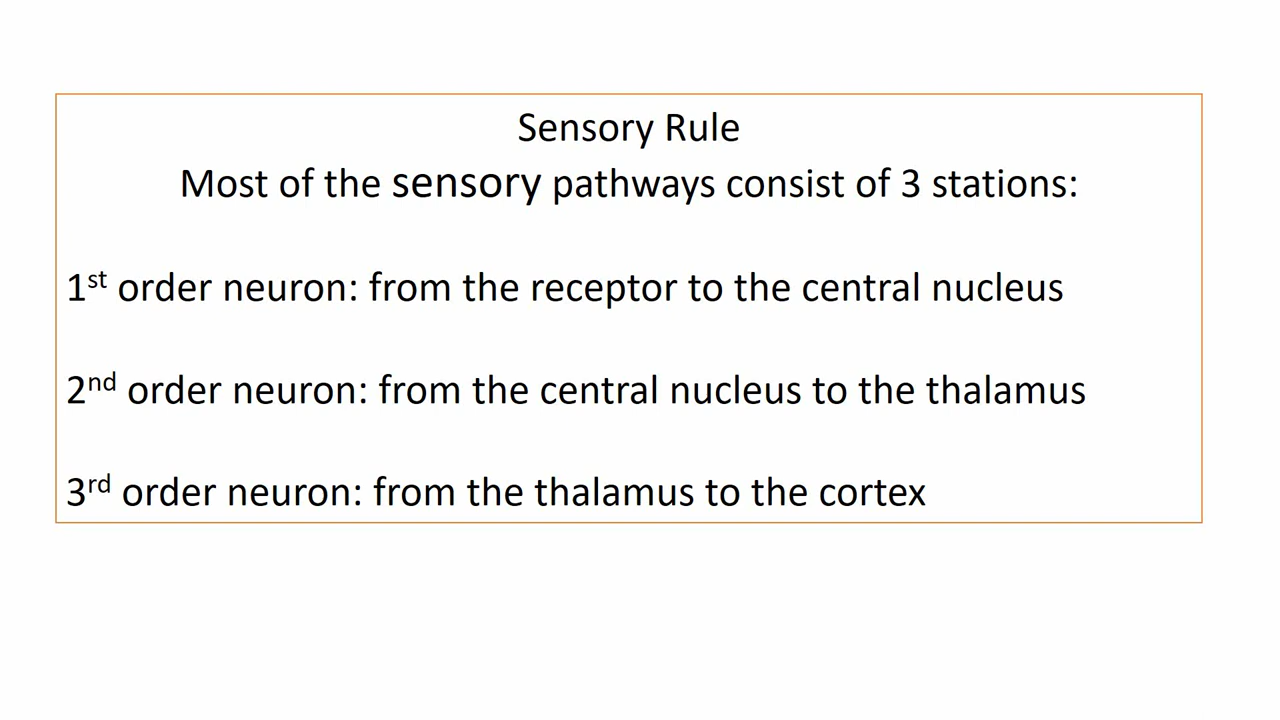 Sensory Rule
Most of the sensory pathways consist of 3 stations:
1st order neuron: from the receptor to the central nucleus
2nd order neuron: from the central nucleus to the thalamus
3rd order neuron: from the thalamus to the cortex